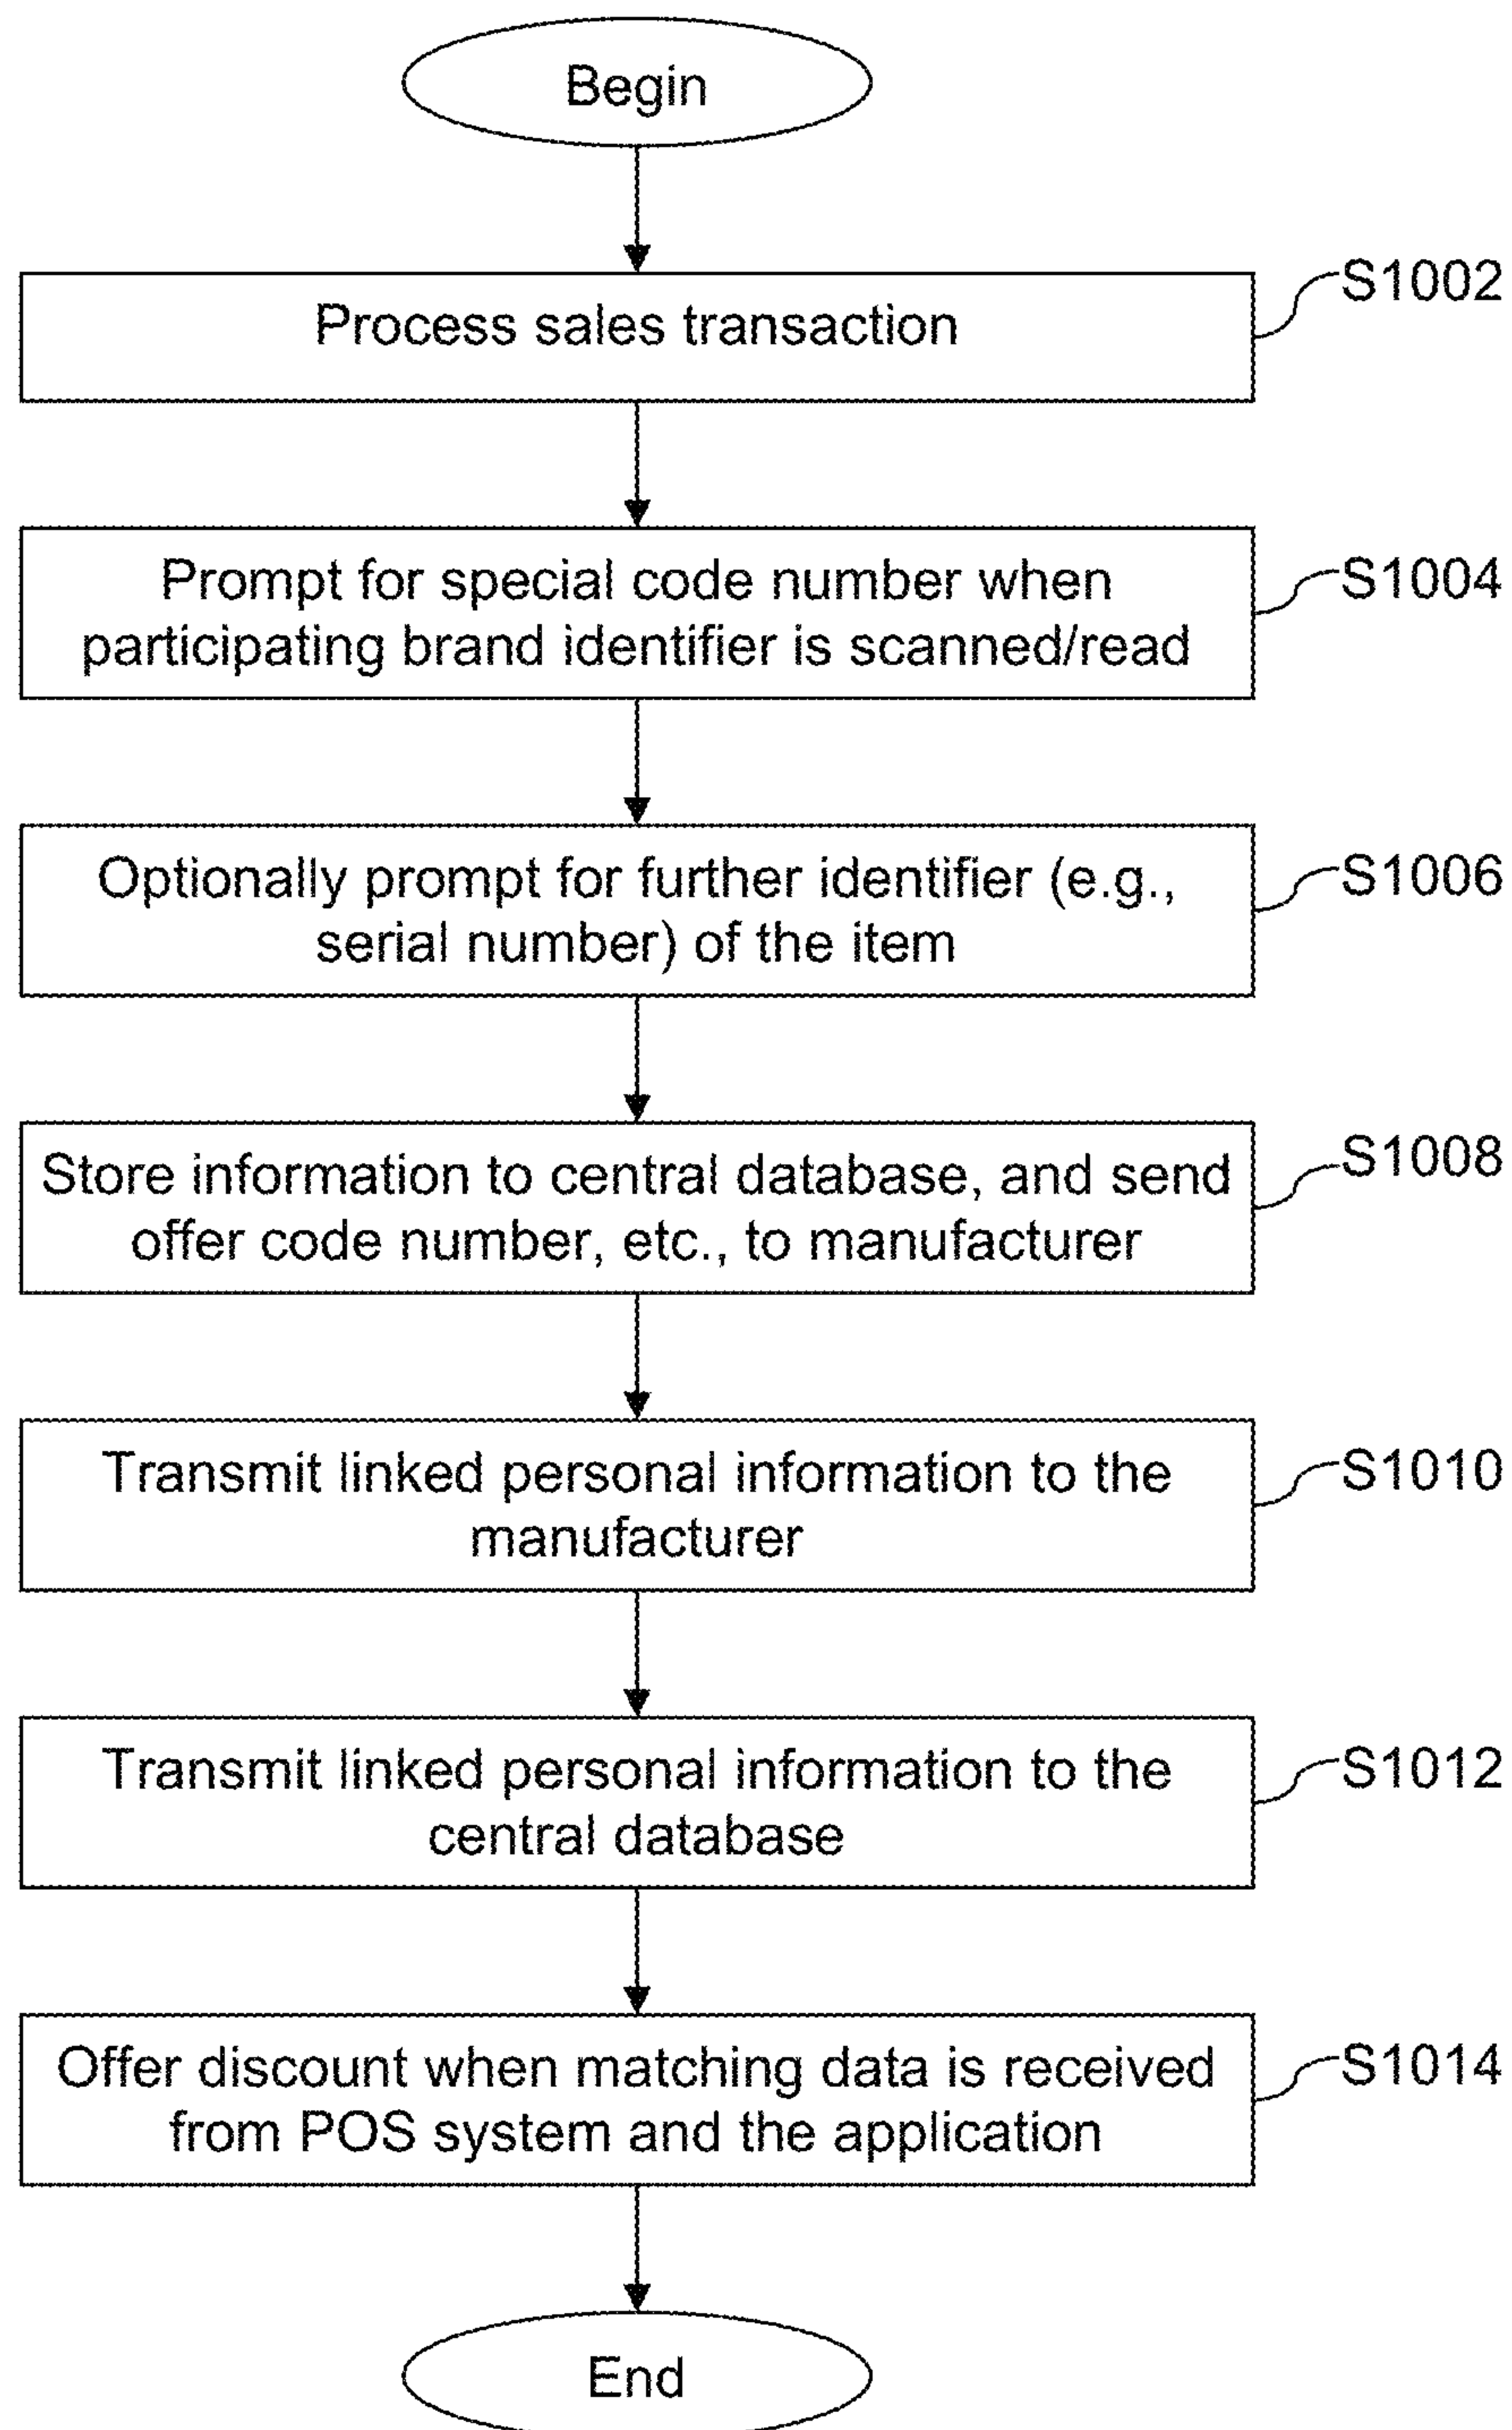 Begin
Process sales transaction
S1002
Prompt for special code number when
participating brand identifier is scanned/read
S1004
Optionally prompt for further identifier (e.g.,
serial number) of the item
S1006
Store information to central database, and send
offer code number, etc., to manufacturer
S1008
Transmit linked personal information to the
manufacturer
S1010
Transmit linked personal information to the
central database
S1012
Offer discount when matching data is received
from POS system and the application
S1014
End